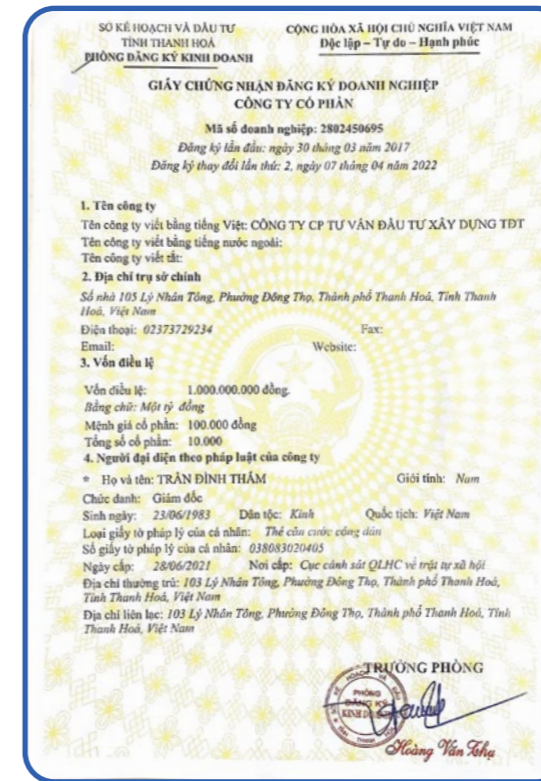 SỞ KẾ HOẠCH VÀ ĐẦU TƯ
TỈNH THANH HOÁ
PHÒNG ĐĂNG KÝ KINH DOANH
CỘNG HÒA XÃ HỘI CHỦ NGHĨA VIỆT NAM
Độc lập – Tự do – Hạnh phúc
GIẤY CHỨNG NHẬN ĐĂNG KÝ DOANH NGHIỆP
CÔNG TY CỔ PHẦN
Mã số doanh nghiệp: 2802450695
Đăng ký lần đầu: ngày 30 tháng 03 năm 2017
Đăng ký thay đổi lần thứ: 2, ngày 07 tháng 04 năm 2022
1. Tên công ty
Tên công ty viết bằng tiếng Việt: CÔNG TY CP TƯ VẤN ĐẦU TƯ XÂY DỰNG TĐT
Tên công ty viết bằng tiếng nước ngoài:
Tên công ty viết tắt:
2. Địa chỉ trụ sở chính
Số nhà 105 Lý Nhân Tông, Phường Đông Thọ, Thành phố Thanh Hoá, Tỉnh Thanh
Hoá, Việt Nam
Điện thoại: 02373729234 Fax:
Email: Website:
3. Vốn điều lệ
Vốn điều lệ: 1.000.000.000 đồng.
Bằng chữ: Một tỷ đồng
Mệnh giá cổ phần: 100.000 đồng
Tổng số cổ phần: 10.000
4. Người đại diện theo pháp luật của công ty
* Họ và tên: TRẦN ĐÌNH THẮM Giới tính: Nam
Chức danh: Giám đốc
Sinh ngày: 23/06/1983 Dân tộc: Kinh Quốc tịch: Việt Nam
Loại giấy tờ pháp lý của cá nhân: Thẻ căn cước công dân
Số giấy tờ pháp lý của cá nhân: 038083020405
Ngày cấp: 28/06/2021 Nơi cấp: Cục cảnh sát QLHC về trật tự xã hội
Địa chỉ thường trú: 103 Lý Nhân Tông, Phường Đông Thọ, Thành phố Thanh Hoá,
Tỉnh Thanh Hoá, Việt Nam
Địa chỉ liên lạc: 103 Lý Nhân Tông, Phường Đông Thọ, Thành phố Thanh Hoá, Tỉnh
Thanh Hoá, Việt Nam
TRƯỞNG PHÒNG
PHÒNG
ĐĂNG KÝ
KINH DOANH
Hoàng Văn Thụ